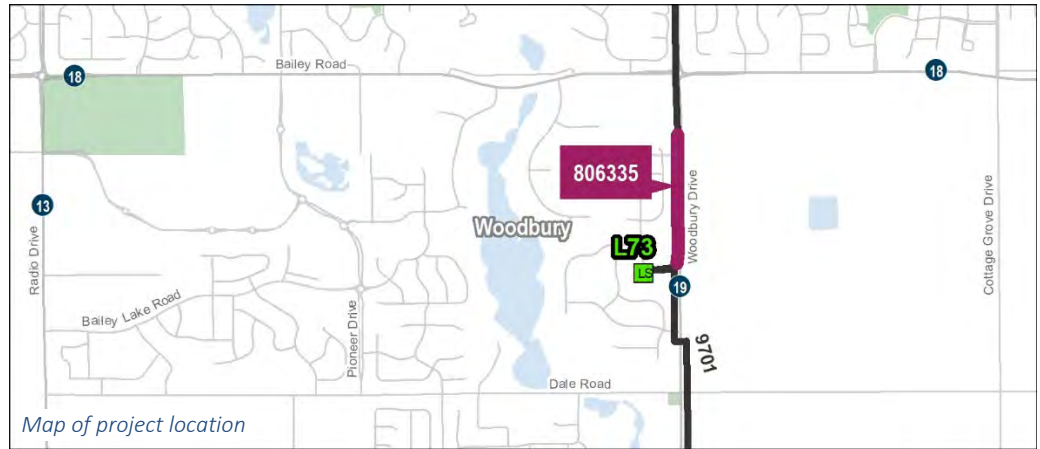 Bailey Road
18
18
806335
Woodbury Drive
13
Woodbury
L73
LS
19
Radio Drive
Cottage Grove Drive
Bailey Lake Road
Pioneer Drive
9701
Dale Road
Map of project location